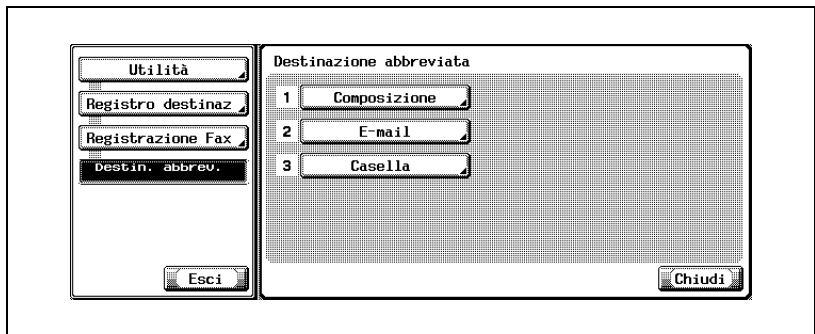 Utilità
Registro destinaz
Registrazione Fax
Destin. abbrev.
Esci
Destinazione abbreviata
1 Composizione
2 E-mail
3 Casella
Chiudi